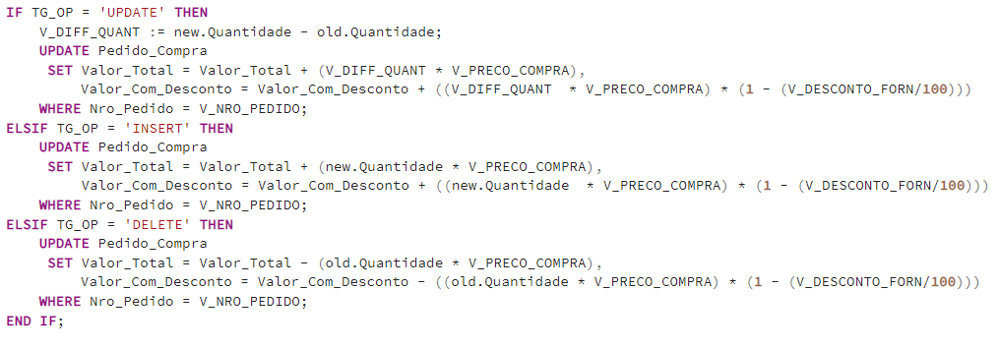 IF TG_OP = 'UPDATE' THEN
    V_DIFF_QUANT := new.Quantidade - old.Quantidade;
    UPDATE Pedido_Compra
     SET Valor_Total = Valor_Total + (V_DIFF_QUANT * V_PRECO_COMPRA),
         Valor_Com_Desconto = Valor_Com_Desconto + ((V_DIFF_QUANT  * V_PRECO_COMPRA) * (1 - (V_DESCONTO_FORN/100)))
    WHERE Nro_Pedido = V_NRO_PEDIDO;
ELSIF TG_OP = 'INSERT' THEN
    UPDATE Pedido_Compra
     SET Valor_Total = Valor_Total + (new.Quantidade * V_PRECO_COMPRA),
         Valor_Com_Desconto = Valor_Com_Desconto + ((new.Quantidade  * V_PRECO_COMPRA) * (1 - (V_DESCONTO_FORN/100)))
    WHERE Nro_Pedido = V_NRO_PEDIDO;
ELSIF TG_OP = 'DELETE' THEN
    UPDATE Pedido_Compra
     SET Valor_Total = Valor_Total - (old.Quantidade * V_PRECO_COMPRA),
         Valor_Com_Desconto = Valor_Com_Desconto - ((old.Quantidade * V_PRECO_COMPRA) * (1 - (V_DESCONTO_FORN/100)))
    WHERE Nro_Pedido = V_NRO_PEDIDO;
END IF;